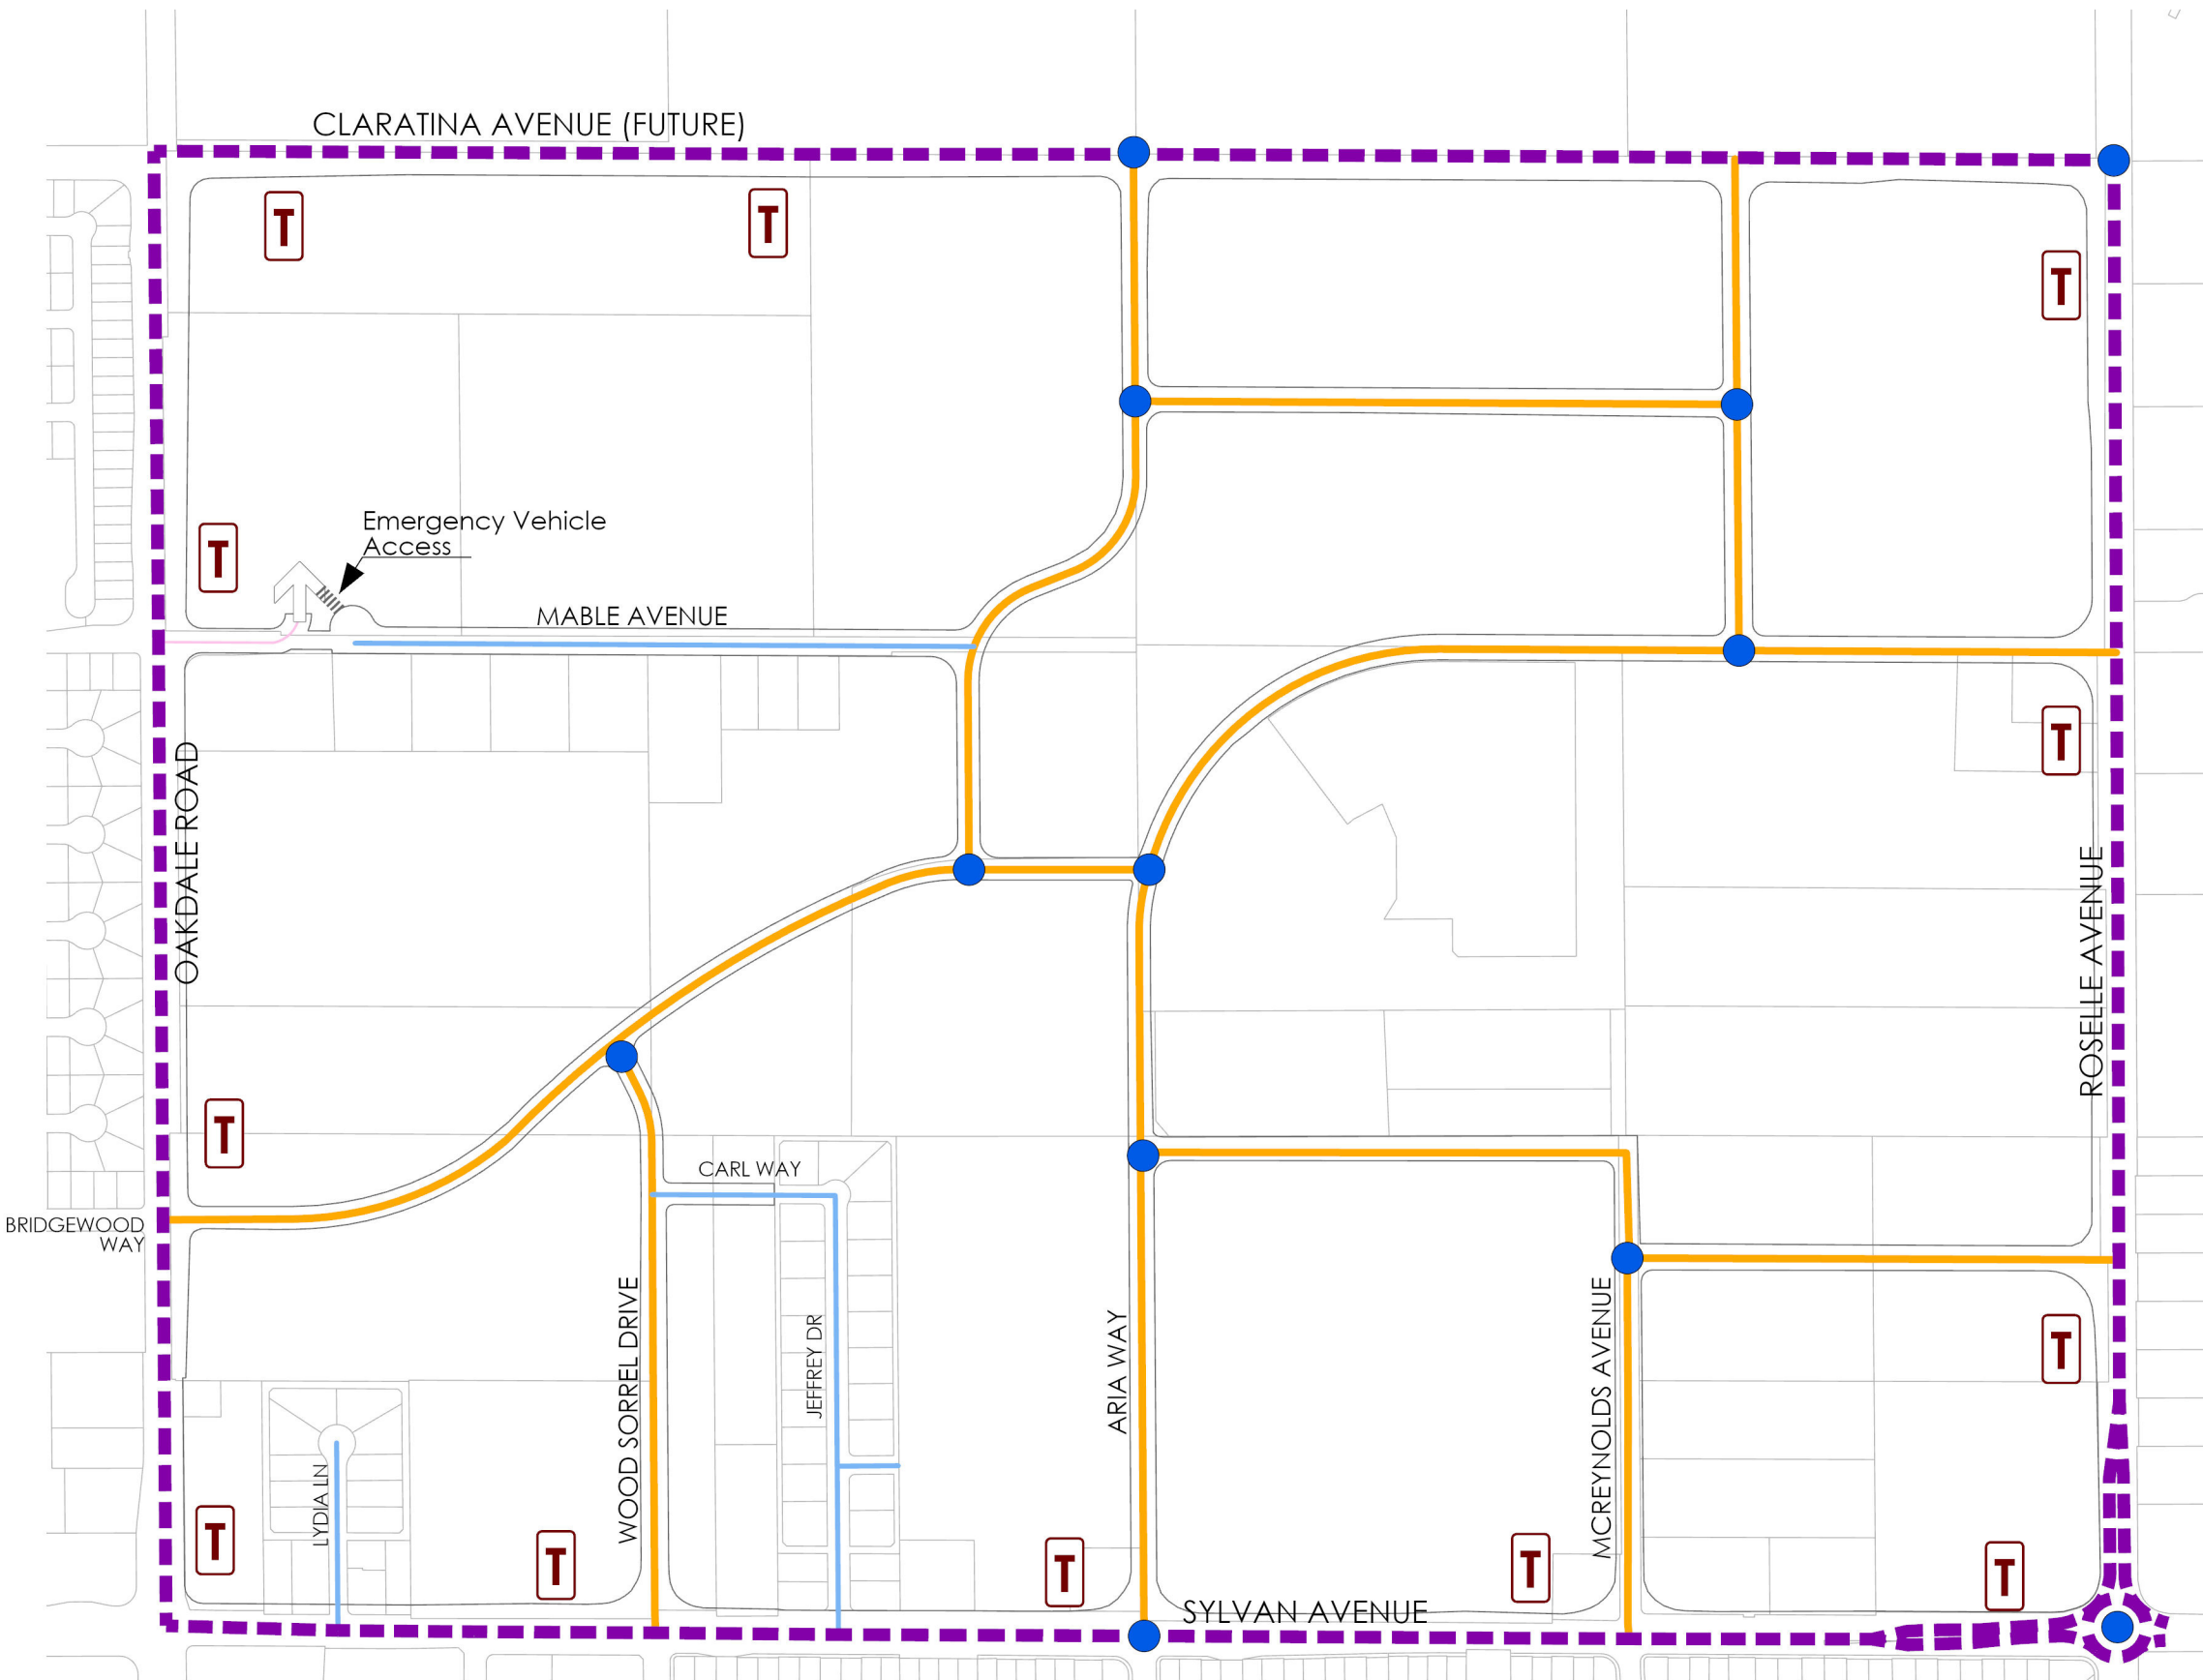 CLARATINA AVENUE (FUTURE)
T
T
T
T
Emergency Vehicle
Access
MABLE AVENUE
OAKDALE ROAD
T
ROSELLE AVENUE
T
CARL WAY
BRIDGEWOOD
WAY
WOOD SORREL DRIVE
JEFFREY DR
ARIA WAY
MCREYNOLDS AVENUE
T
LYDIA LN
T
T
T
T
T
SYLVAN AVENUE